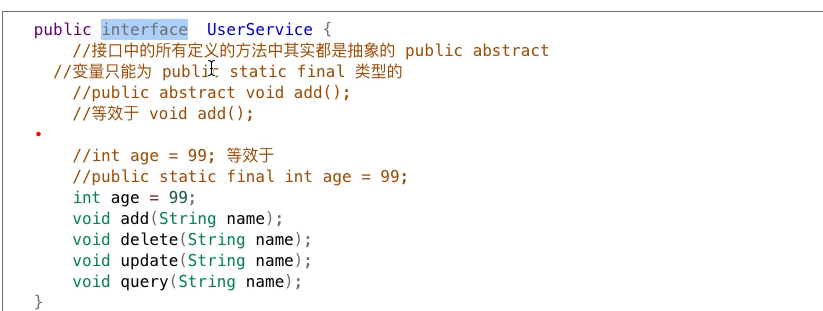 public interface  UserService {
    //接口中的所有定义的方法中其实都是抽象的 public abstract
  //变量只能为 public static final 类型的
    //public abstract void add();
    //等效于 void add();
    //int age = 99; 等效于
    //public static final int age = 99;
    int age = 99;
    void add(String name);
    void delete(String name);
    void update(String name);
    void query(String name);
}